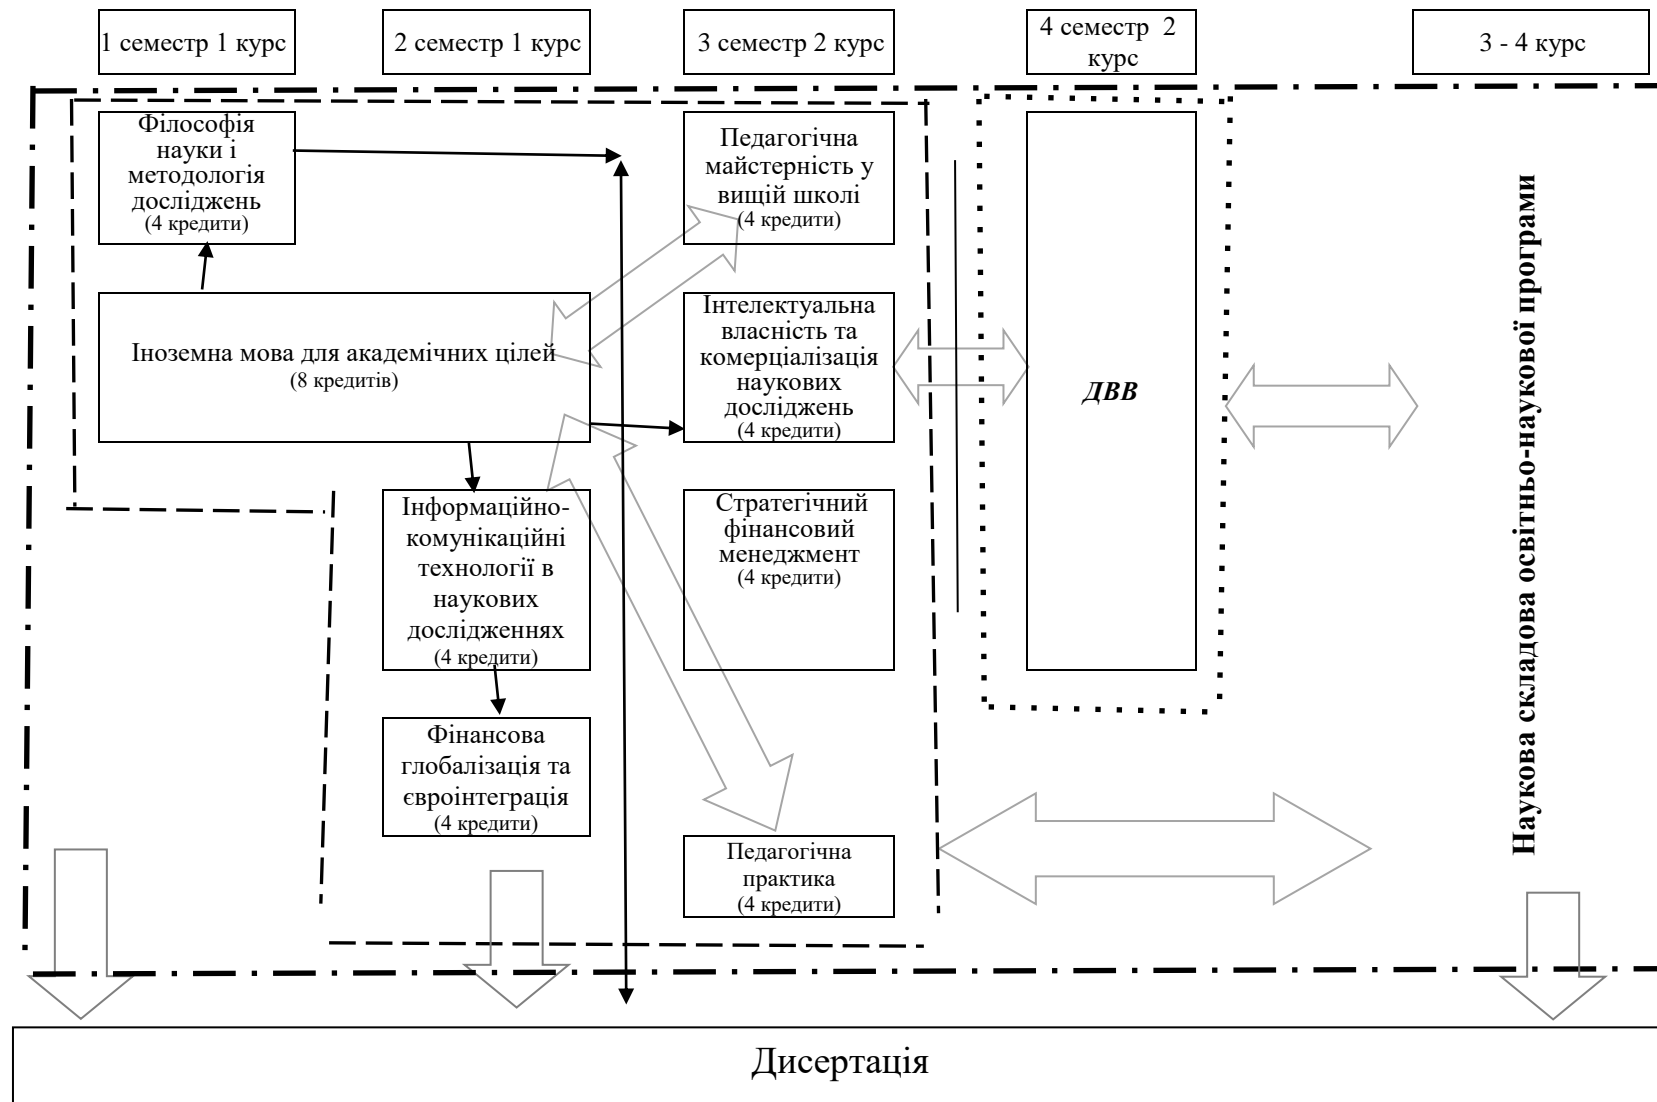 1 семестр 1 курс
2 семестр 1 курс
3 семестр 2 курс
4 семестр 2
курс
3 - 4 курс
Філософія
науки і
методологія
досліджень
(4 кредити)
Педагогічна
майстерність у
вищій школі
(4 кредити)
Іноземна мова для академічних цілей
(8 кредитів)
Інтелектуальна
власність та
комерціалізація
наукових
досліджень
(4 кредити)
ДВВ
Наукова складова освітньо-наукової програми
Інформаційно-
комунікаційні
технології в
наукових
дослідженнях
(4 кредити)
Стратегічний
фінансовий
менеджмент
(4 кредити)
Фінансова
глобалізація та
євроінтеграція
(4 кредити)
Педагогічна
практика
(4 кредити)
Дисертація